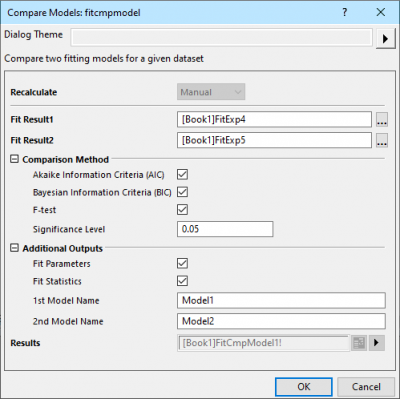 Compare Models: fitcmpmodel
Dialog Theme
Compare two fitting models for a given dataset
Recalculate Manual
Fit Result1 [Book1]FitExp4 ...
Fit Result2 [Book1]FitExp5 ...
Comparison Method
Akaike Information Criteria (AIC)
Bayesian Information Criteria (BIC)
F-test
Significance Level 0.05
Additional Outputs
Fit Parameters
Fit Statistics
1st Model Name Model1
2nd Model Name Model2
Results [Book1]FitCmpModel1!
OK Cancel